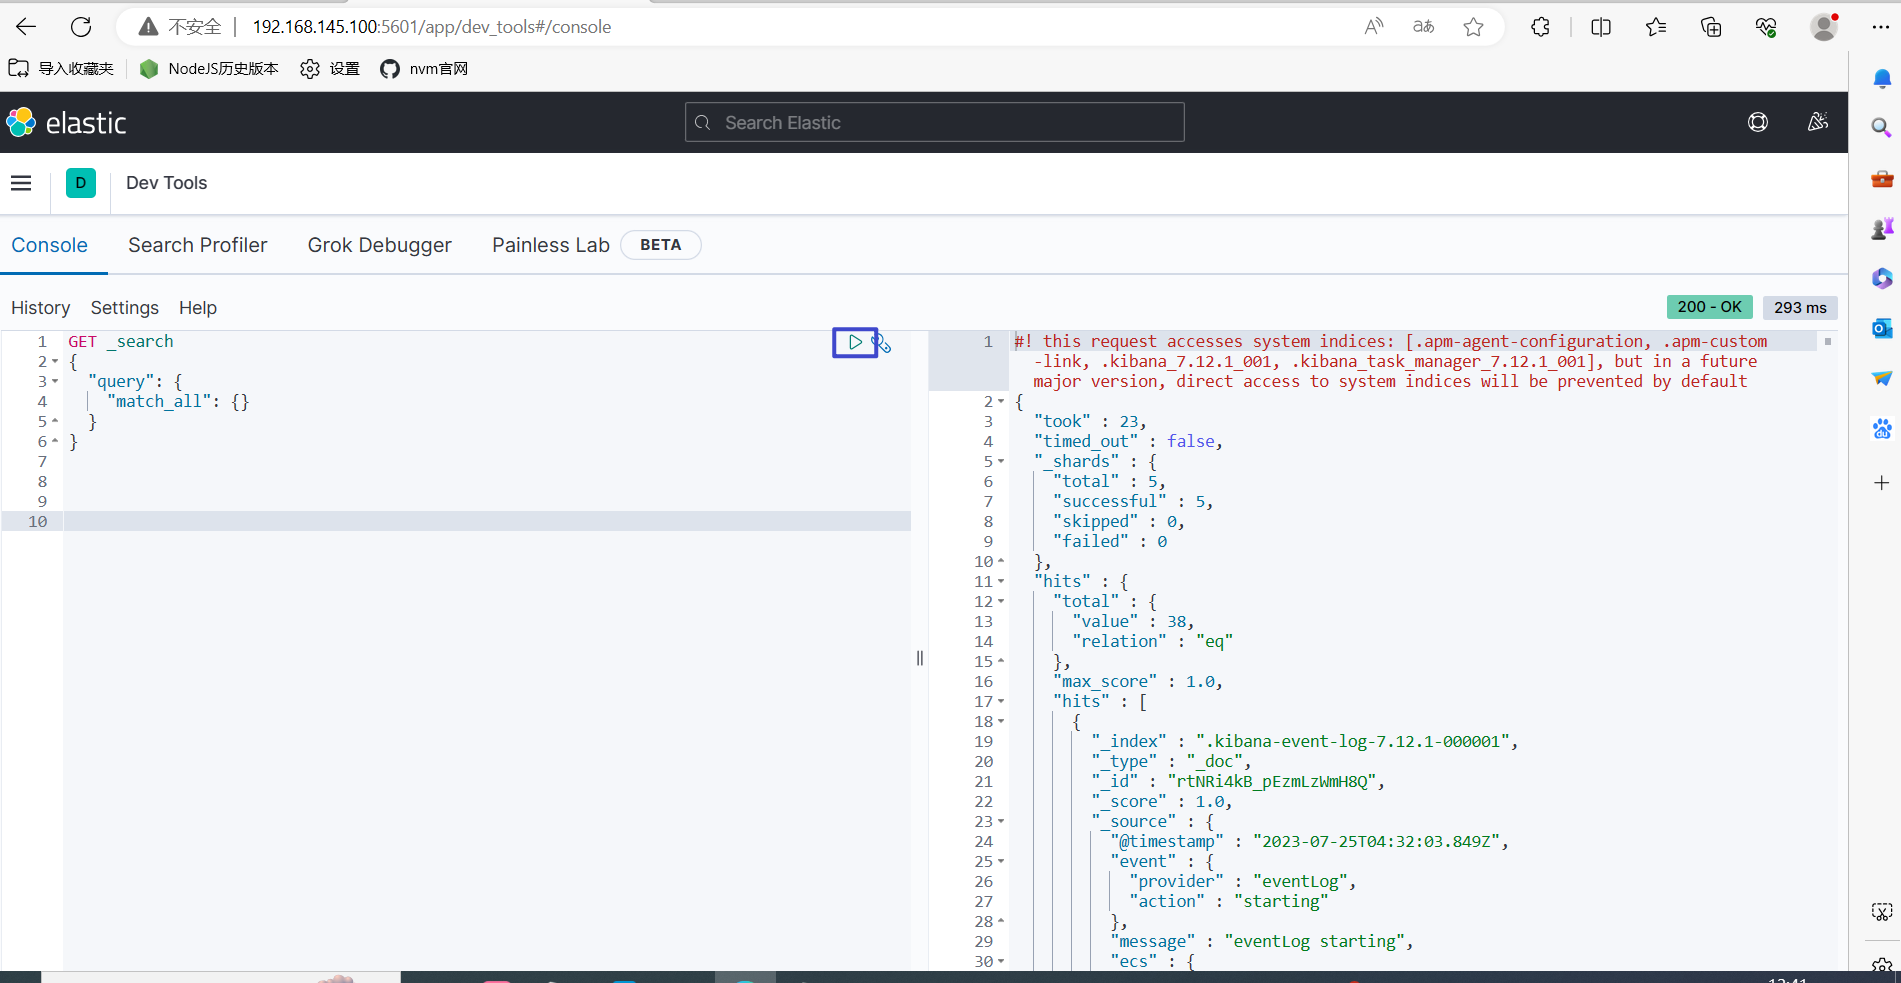 不安全 192.168.145.100:5601/app/dev_tools#/console
导入收藏夹 NodeJS历史版本 设置 nvm官网
elastic Search Elastic
D Dev Tools
Console Search Profiler Grok Debugger Painless Lab BETA
History Settings Help 200 - OK 293 ms
1 GET _search
2 {
3 "query": {
4 "match_all": {}
5 }
6 }
7
8
9
10
1 #! this request accesses system indices: [.apm-agent-configuration, .apm-custom
-link, .kibana_7.12.1_001, .kibana_task_manager_7.12.1_001], but in a future
major version, direct access to system indices will be prevented by default
2 {
3 "took" : 23,
4 "timed_out" : false,
5 "_shards" : {
6 "total" : 5,
7 "successful" : 5,
8 "skipped" : 0,
9 "failed" : 0
10 },
11 "hits" : {
12 "total" : {
13 "value" : 38,
14 "relation" : "eq"
15 },
16 "max_score" : 1.0,
17 "hits" : [
18 {
19 "_index" : ".kibana-event-log-7.12.1-000001",
20 "_type" : "_doc",
21 "_id" : "rtNRi4kB_pEzmLzWmH8Q",
22 "_score" : 1.0,
23 "_source" : {
24 "@timestamp" : "2023-07-25T04:32:03.849Z",
25 "event" : {
26 "provider" : "eventLog",
27 "action" : "starting"
28 },
29 "message" : "eventLog starting",
30 "ecs" : {